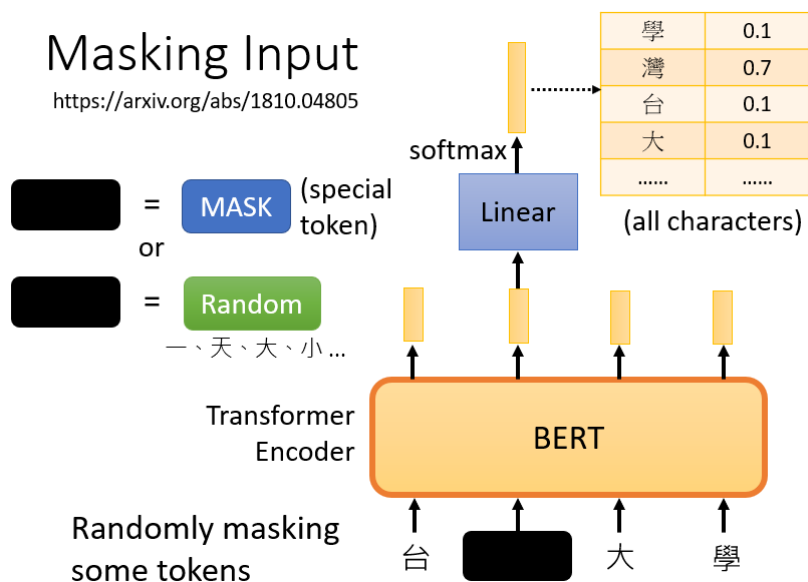 Masking Input
https://arxiv.org/abs/1810.04805
= MASK (special token)
or
= Random
一、天、大、小 ...
Transformer
Encoder
Randomly masking
some tokens
學 0.1
灣 0.7
台 0.1
大 0.1
...... ......
(all characters)
softmax
Linear
BERT
台 大 學